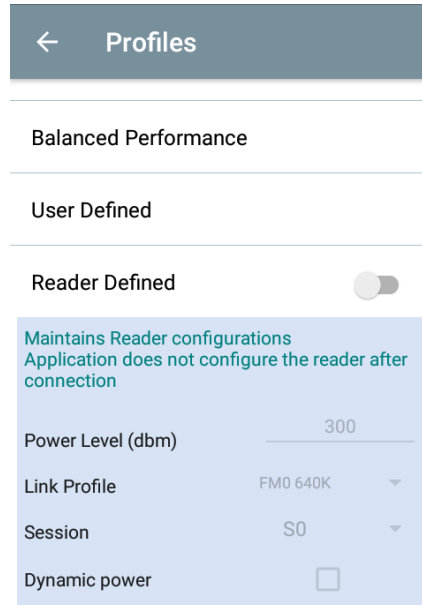 Profiles
Balanced Performance
User Defined
Reader Defined
Maintains Reader configurations
Application does not configure the reader after
connection
Power Level (dbm) 300
Link Profile FM0 640K
Session S0
Dynamic power